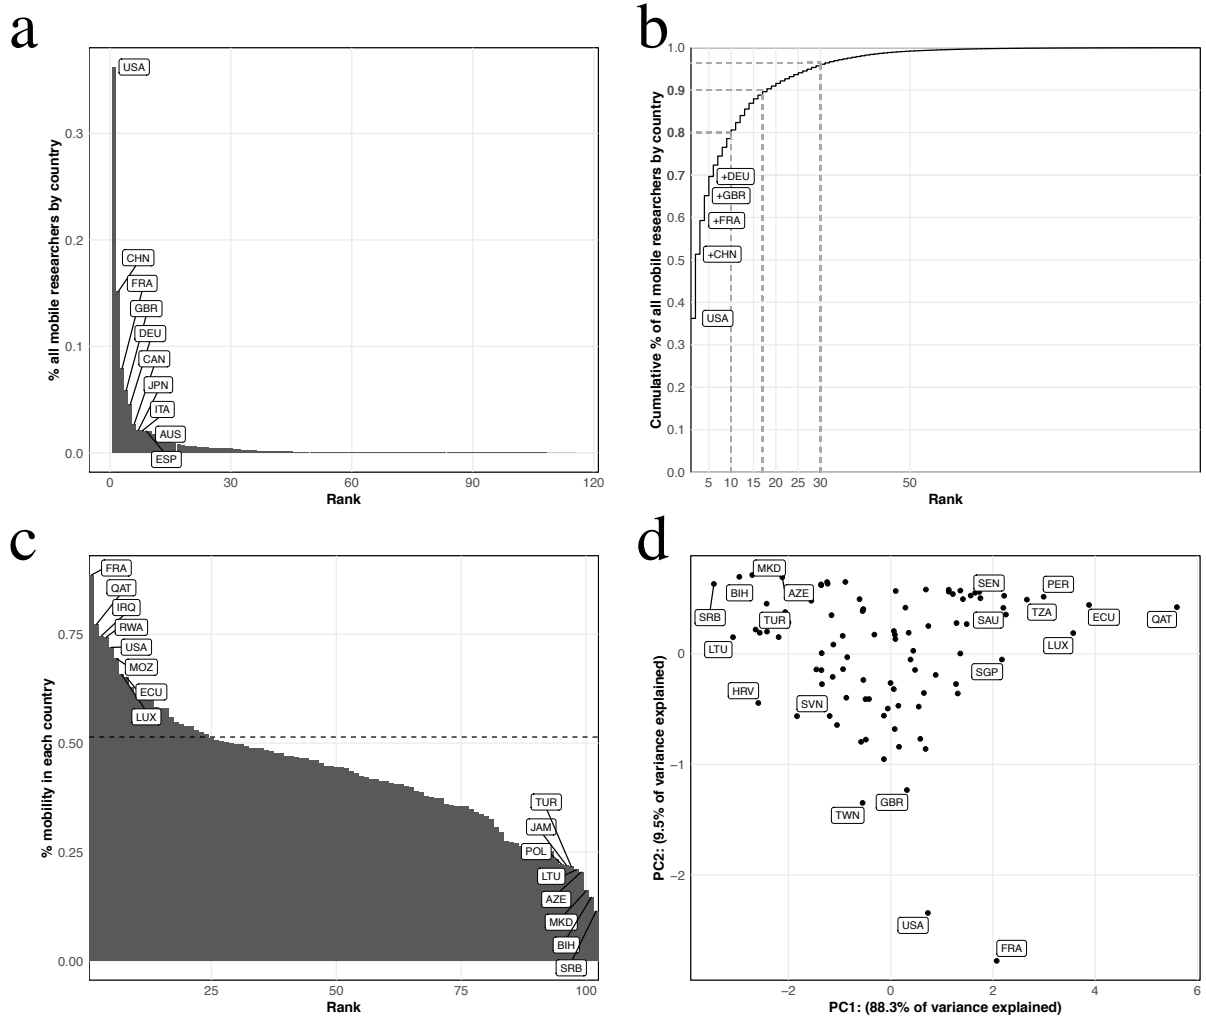 a
% all mobile researchers by country
0.3
0.2
0.1
0.0
USA
CHN
FRA
GBR
DEU
CAN
JPN
ITA
AUS
ESP
0
30
60
90
120
Rank
b
Cumulative % of all mobile researchers by country
1.0
0.9
0.8
0.7
0.6
0.5
0.4
0.3
0.2
0.1
0.0
+DEU
+GBR
+FRA
+CHN
USA
5
10
15
20
25
30
50
Rank
c
% mobility in each country
0.75
0.50
0.25
0.00
FRA
QAT
IRQ
RWA
USA
MOZ
ECU
LUX
TUR
JAM
POL
LTU
AZE
MKD
BIH
SRB
25
50
75
100
Rank
d
PC2: (9.5% of variance explained)
0
−1
−2
MKD
BIH
AZE
SRB
TUR
LTU
HRV
SVN
SEN
PER
SAU
TZA
ECU
QAT
LUX
SGP
TWN
GBR
USA
FRA
−2
0
2
4
6
PC1: (88.3% of variance explained)